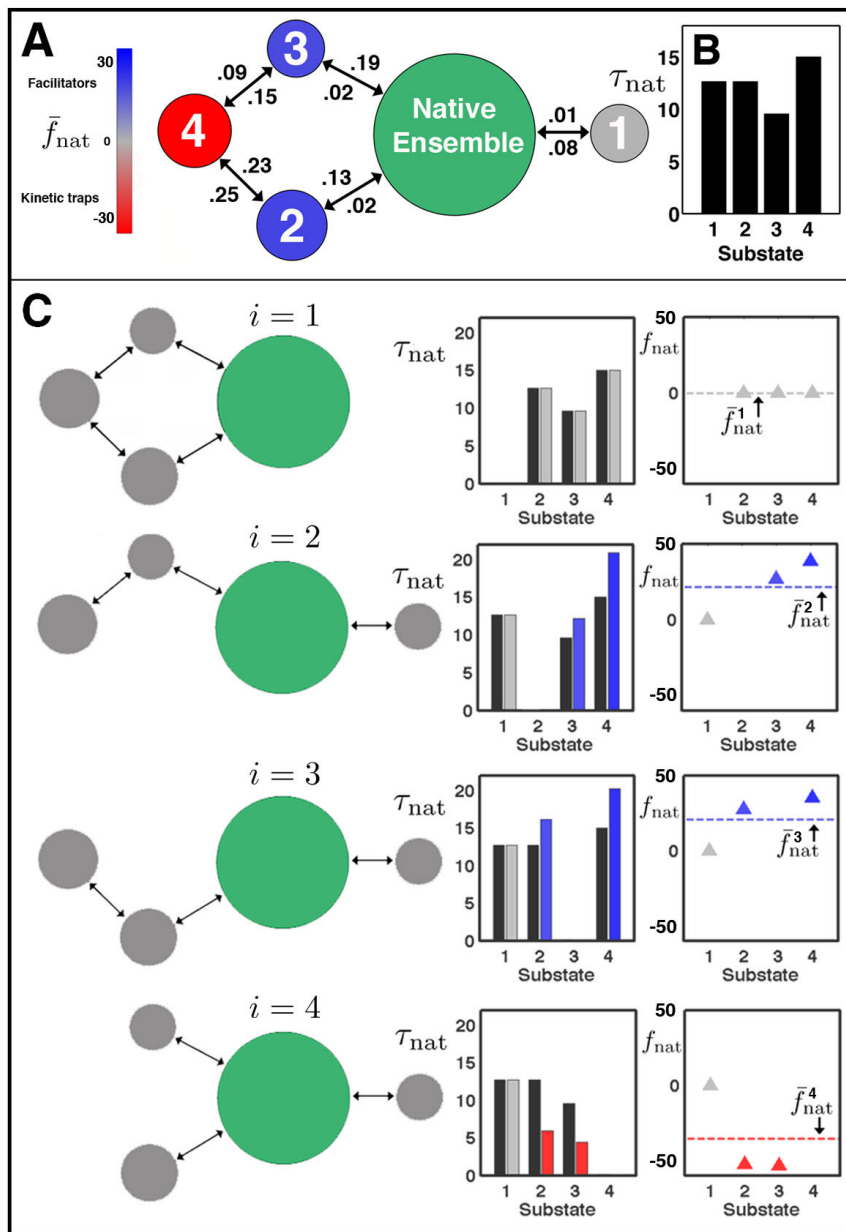 A
30
Facilitators
f̄nat
0
Kinetic traps
-30
4
3
2
.09
.15
.19
.02
.23
.25
.13
.02
Native
Ensemble
.01
.08
1
B
τnat
15
10
5
0
1 2 3 4
Substate
C
i = 1
τnat
20
15
10
5
0
1 2 3 4
Substate
50
fnat
0
-50
f̄¹nat
1 2 3 4
Substate
i = 2
τnat
20
15
10
5
0
1 2 3 4
Substate
50
fnat
0
-50
f̄²nat
1 2 3 4
Substate
i = 3
τnat
20
15
10
5
0
1 2 3 4
Substate
50
fnat
0
-50
f̄³nat
1 2 3 4
Substate
i = 4
τnat
20
15
10
5
0
1 2 3 4
Substate
50
fnat
0
-50
f̄⁴nat
1 2 3 4
Substate